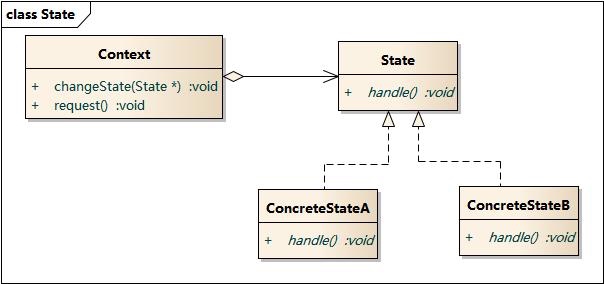 class State
Context
+ changeState(State *) :void
+ request() :void
State
+ handle() :void
ConcreteStateA
+ handle() :void
ConcreteStateB
+ handle() :void